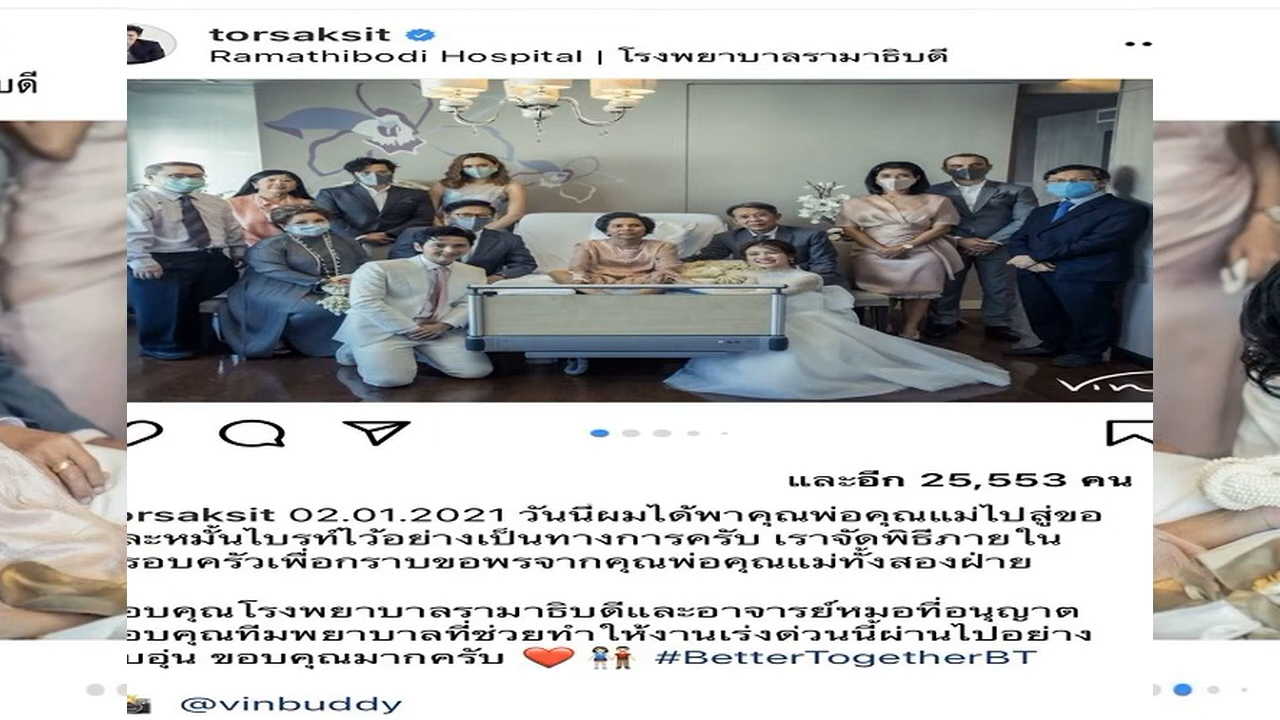 torsaksit
Ramathibodi Hospital | โรงพยาบาลรามาธิบดี
บดี
และอีก 25,553 คน
orsaksit 02.01.2021 วันนี้ผมได้พาคุณพ่อคุณแม่ไปสู่ขอ
ละหมั้นไบรท์ไว้อย่างเป็นทางการครับ เราจัดพิธีภายใน
รอบครัวเพื่อกราบขอพรจากคุณพ่อคุณแม่ทั้งสองฝ่าย
อบคุณโรงพยาบาลรามาธิบดีและอาจารย์หมอที่อนุญาต
อบคุณทีมพยาบาลที่ช่วยทำให้งานเร่งด่วนนี้ผ่านไปอย่าง
บอุ่น ขอบคุณมากครับ ❤️ 👫 #BetterTogetherBT
📸 @vinbuddy